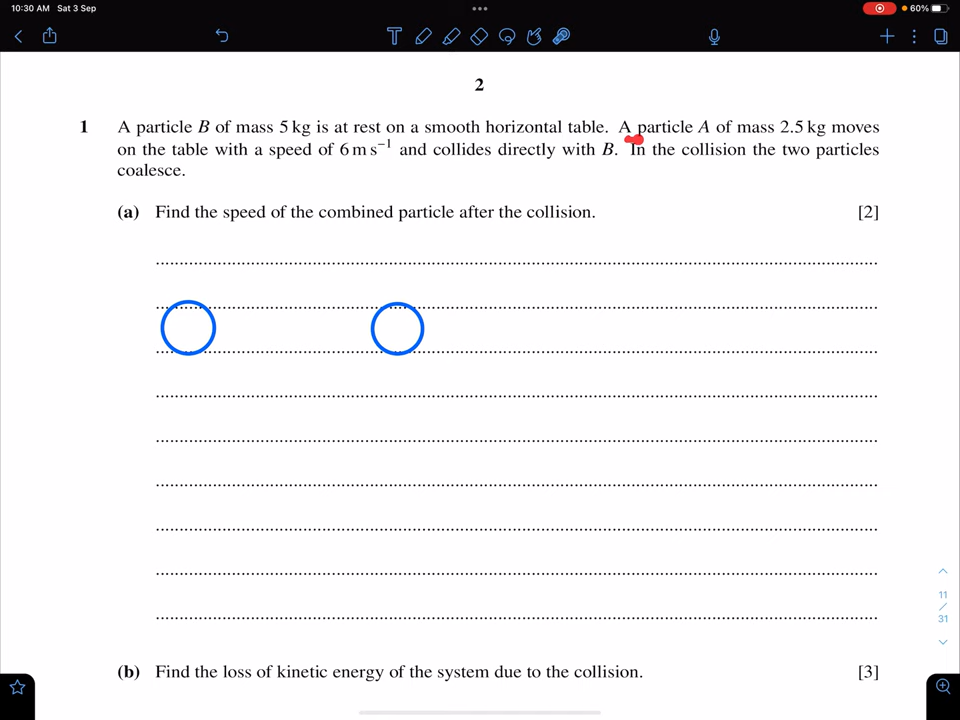 10:30 AM Sat 3 Sep
60%
2
1 A particle B of mass 5 kg is at rest on a smooth horizontal table. A particle A of mass 2.5 kg moves
on the table with a speed of 6 m s⁻¹ and collides directly with B. In the collision the two particles
coalesce.
(a) Find the speed of the combined particle after the collision. [2]
11
/
31
(b) Find the loss of kinetic energy of the system due to the collision. [3]